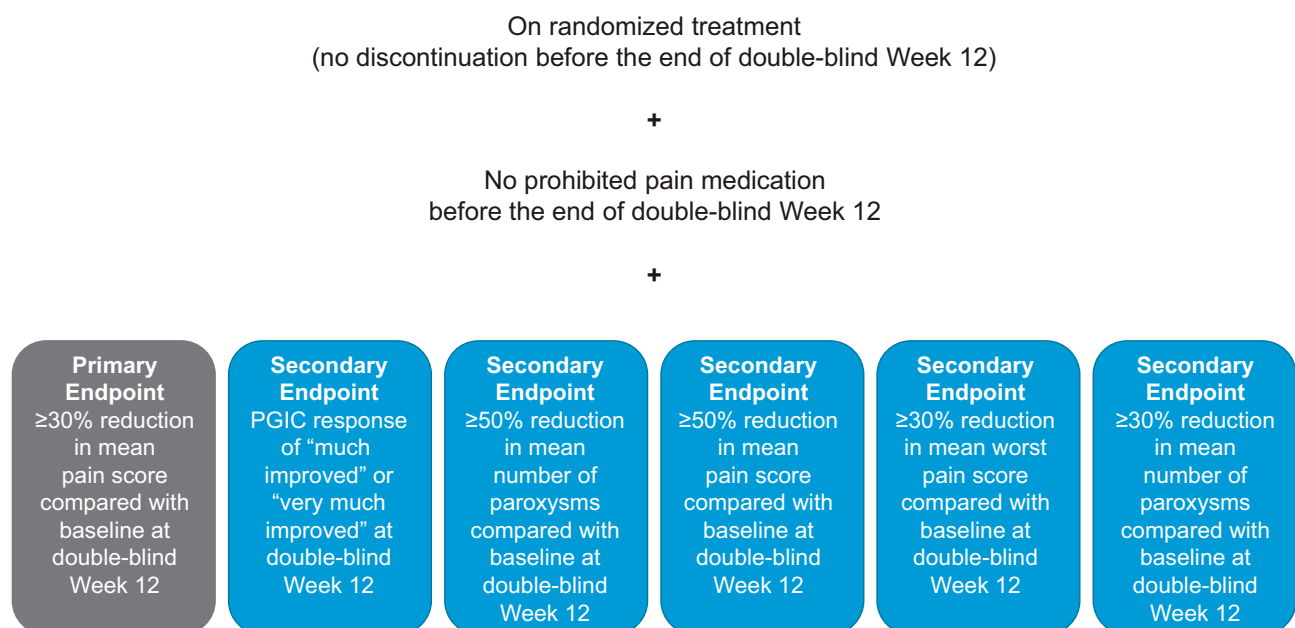 On randomized treatment
(no discontinuation before the end of double-blind Week 12)
+
No prohibited pain medication
before the end of double-blind Week 12
+
Primary
Endpoint
≥30% reduction
in mean
pain score
compared with
baseline at
double-blind
Week 12
Secondary
Endpoint
PGIC response
of “much
improved” or
“very much
improved” at
double-blind
Week 12
Secondary
Endpoint
≥50% reduction
in mean
number of
paroxysms
compared with
baseline at
double-blind
Week 12
Secondary
Endpoint
≥50% reduction
in mean
pain score
compared with
baseline at
double-blind
Week 12
Secondary
Endpoint
≥30% reduction
in mean worst
pain score
compared with
baseline at
double-blind
Week 12
Secondary
Endpoint
≥30% reduction
in mean
number of
paroxysms
compared with
baseline at
double-blind
Week 12